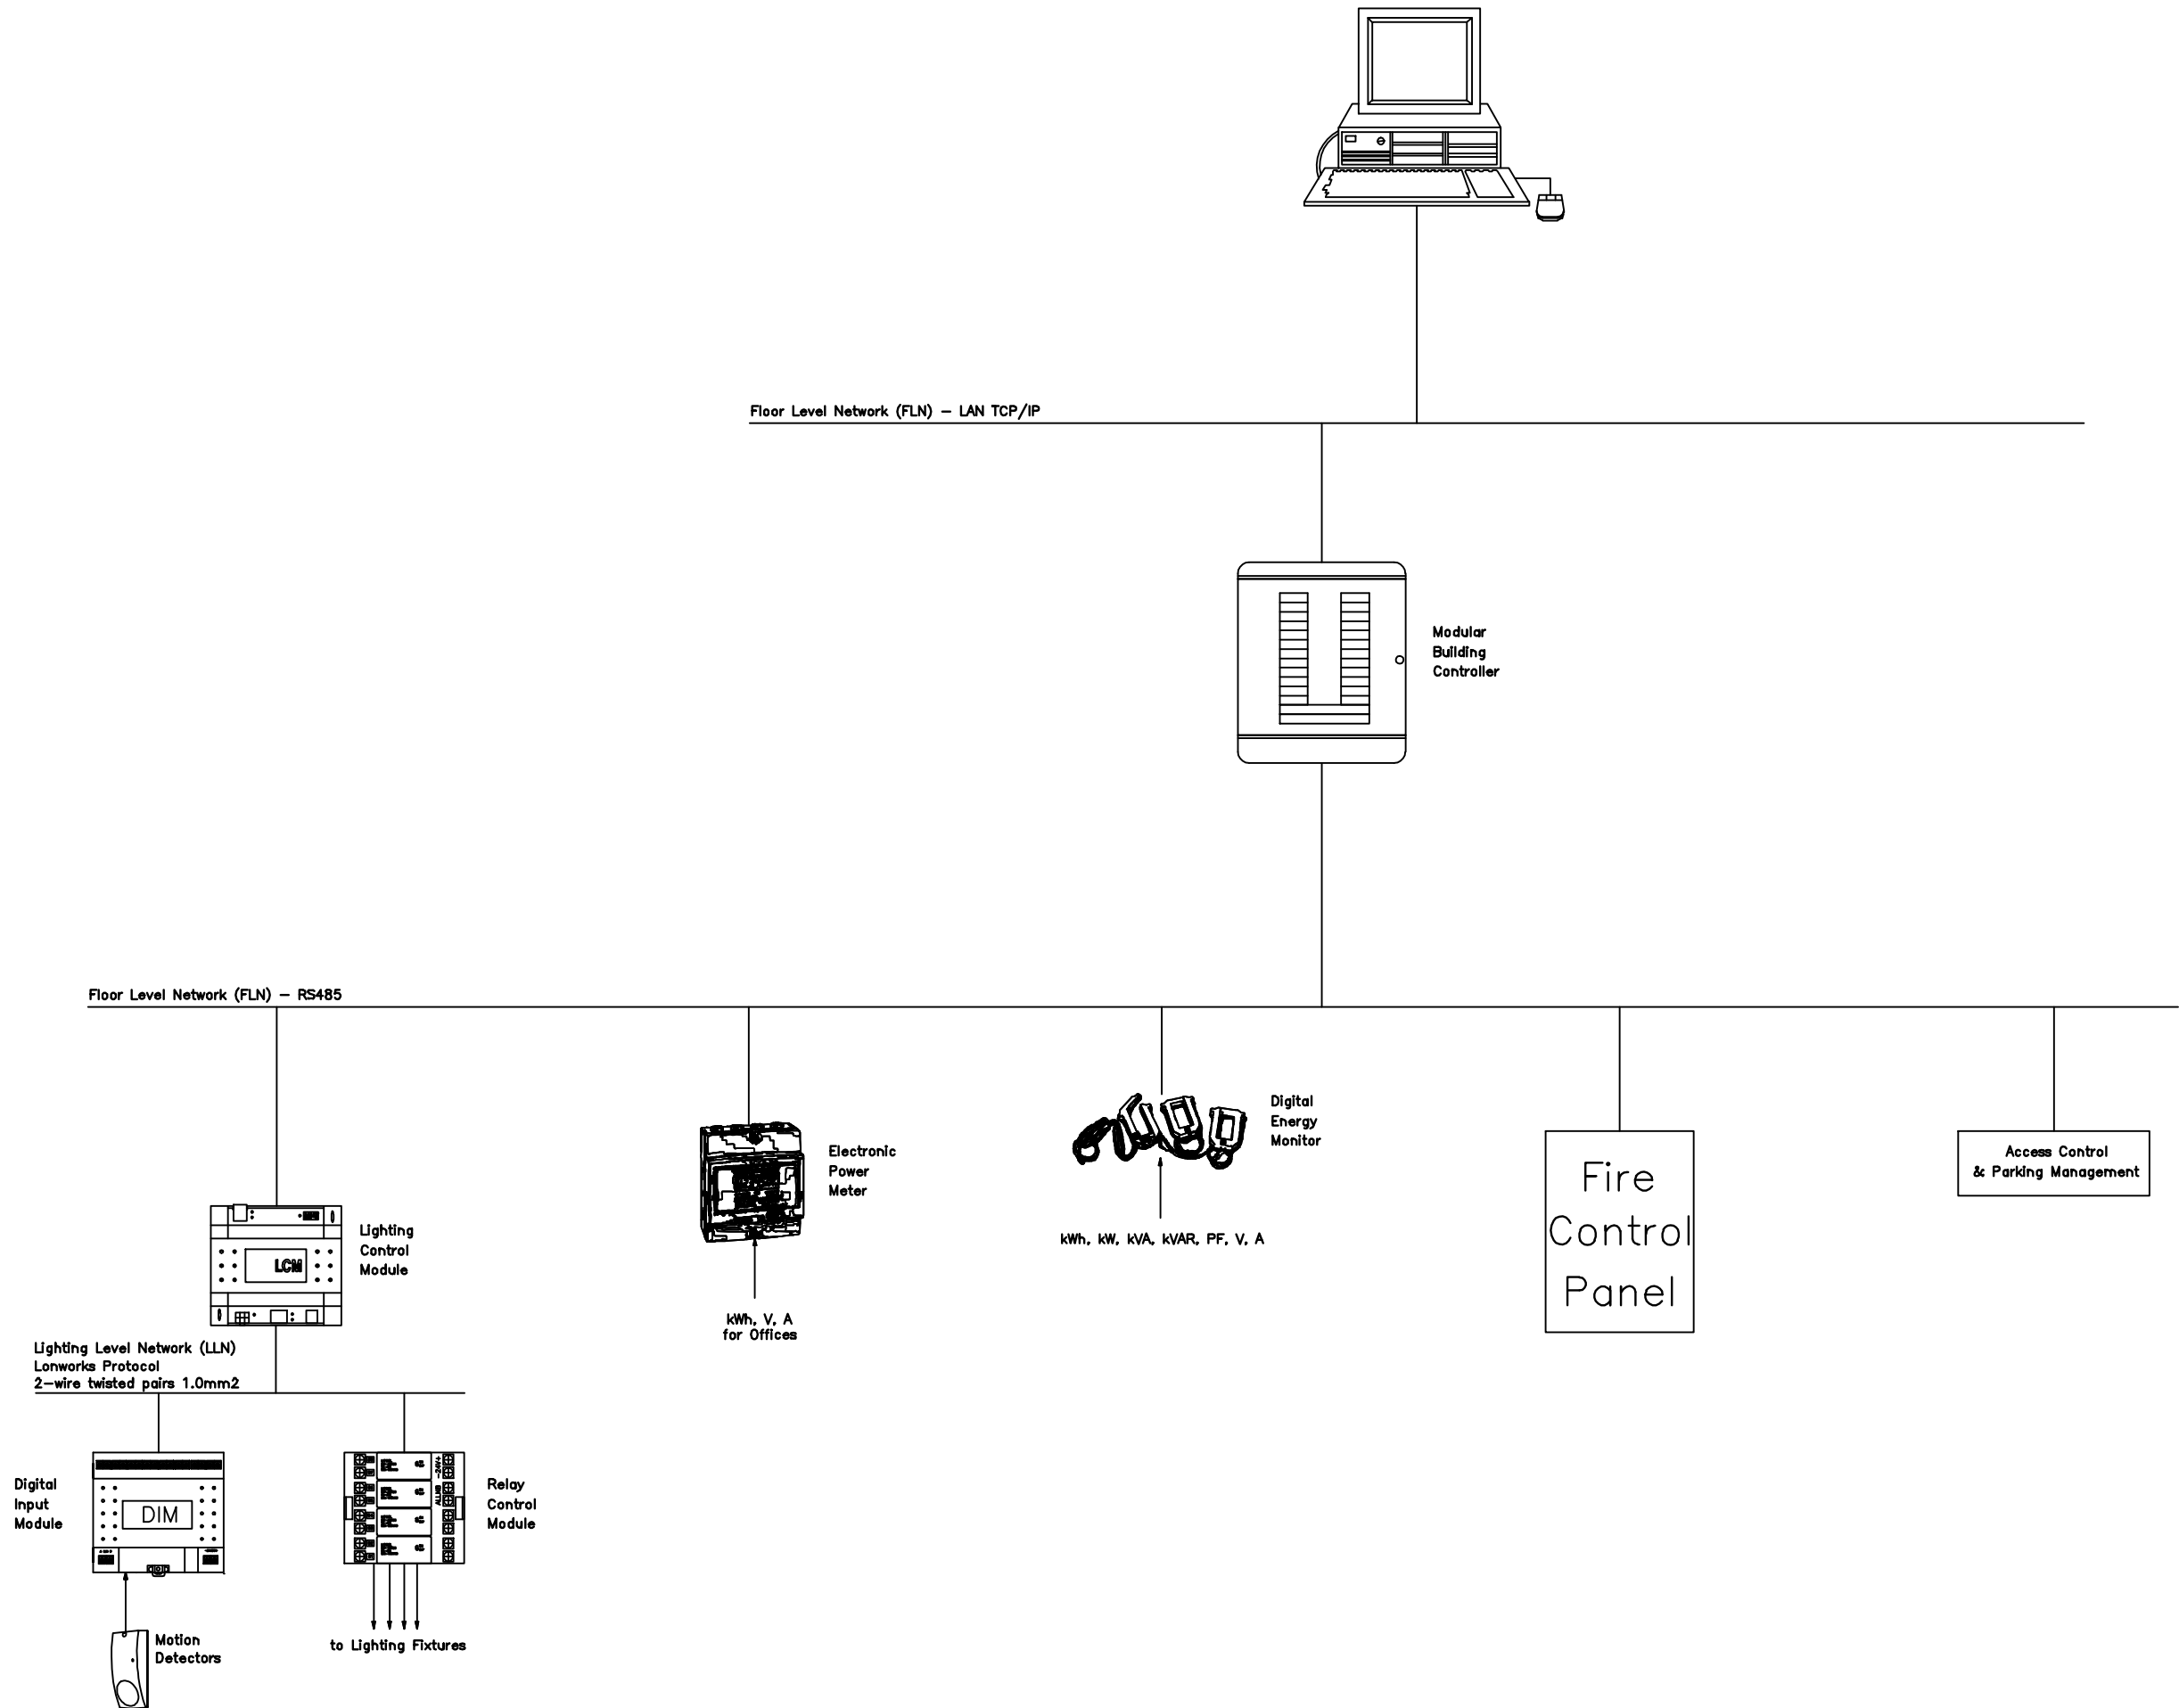 Floor Level Network (FLN) - LAN TCP/IP
Modular
Building
Controller
Floor Level Network (FLN) - RS485
Lighting
Control
Module
LCM
Electronic
Power
Meter
kWh, V, A
for Offices
Digital
Energy
Monitor
kWh, kW, kVA, kVAR, PF, V, A
Fire
Control
Panel
Access Control
& Parking Management
Lighting Level Network (LLN)
Lonworks Protocol
2-wire twisted pairs 1.0mm2
Digital
Input
Module
DIM
Motion
Detectors
-24V+
Relay
Control
Module
to Lighting Fixtures